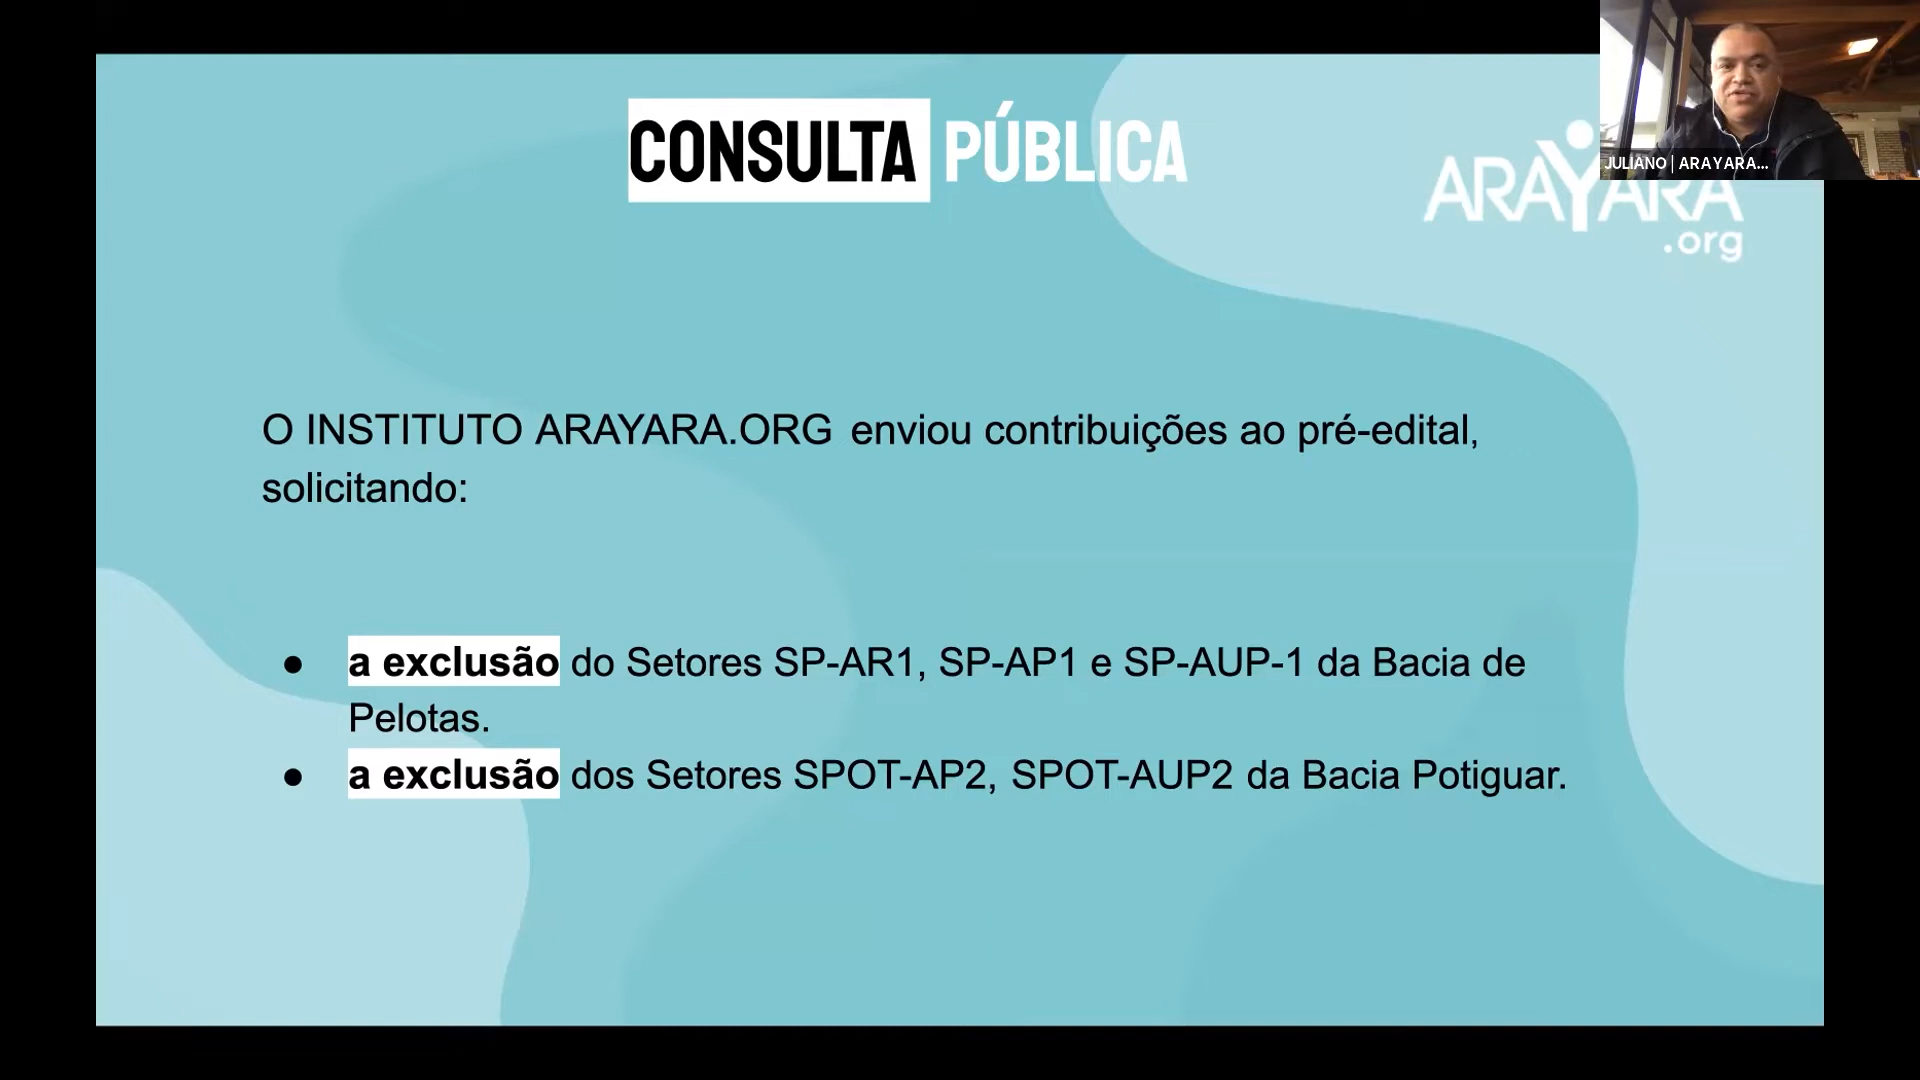 CONSULTA PÚBLICA
JULIANO | ARAYARA...
ARAYARA
.org
O INSTITUTO ARAYARA.ORG enviou contribuições ao pré-edital,
solicitando:
● a exclusão do Setores SP-AR1, SP-AP1 e SP-AUP-1 da Bacia de
Pelotas.
● a exclusão dos Setores SPOT-AP2, SPOT-AUP2 da Bacia Potiguar.